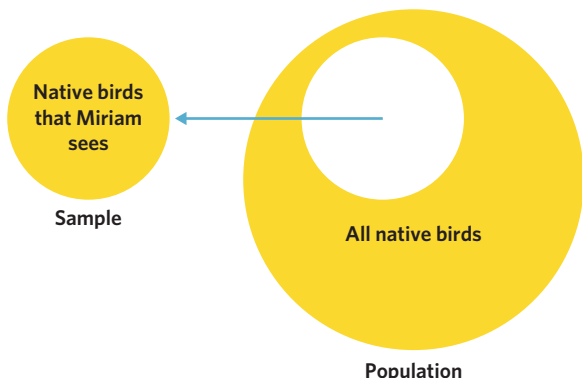 Native birds
that Miriam
sees
Sample
All native birds
Population